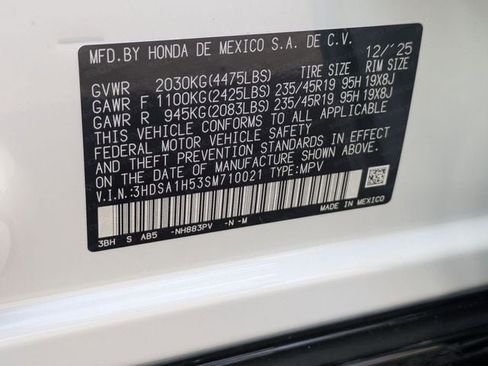 MFD.BY HONDA DE MEXICO S.A. DE C.V. 12/'25
TIRE SIZE RIM SIZE
GVWR 2030KG(4475LBS)
GAWR F 1100KG(2425LBS) 235/45R19 95H 19X8J
GAWR R 945KG(2083LBS) 235/45R19 95H 19X8J
THIS VEHICLE CONFORMS TO ALL APPLICABLE
FEDERAL MOTOR VEHICLE SAFETY
AND THEFT PREVENTION STANDARDS IN EFFECT
ON THE DATE OF MANUFACTURE SHOWN ABOVE.
V.I.N.:3HDSA1H53SM710021 TYPE:MPV
3BH S AB5 -NH883PV -N -M MADE IN MEXICO